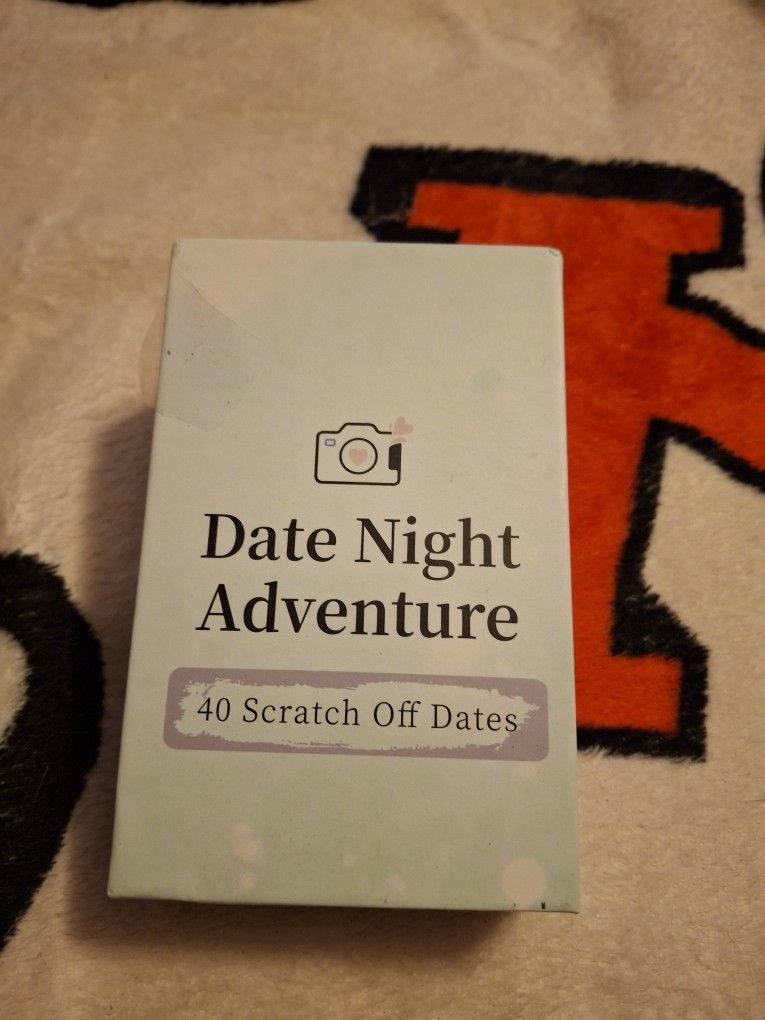 Date Night
Adventure
40 Scratch Off Dates